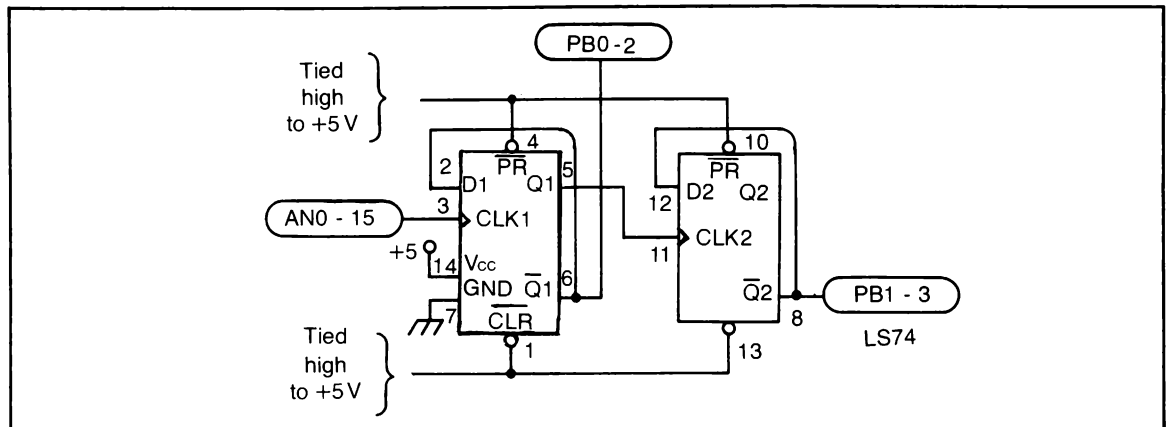 PB0-2
Tied
high
to +5 V
4
10
2
PR
5
PR
D1
Q1
D2
Q2
12
AN0 - 15
3
CLK1
11
CLK2
+5
14
Vcc
GND
Q̅1
6
Q̅2
PB1 - 3
7
CLR
8
LS74
1
13
Tied
high
to +5 V